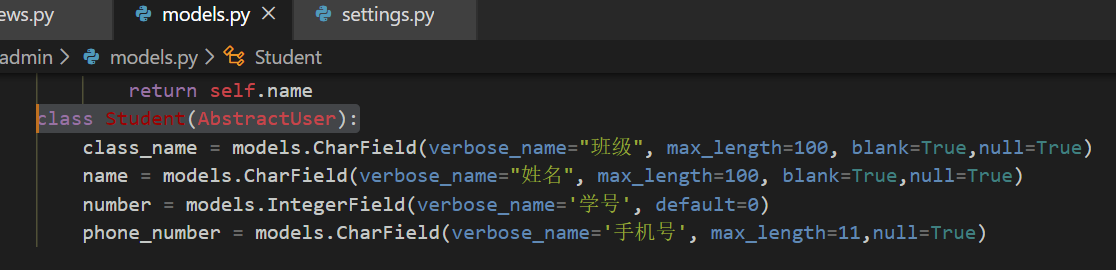 ews.py models.py × settings.py
admin > models.py > Student
return self.name
class Student(AbstractUser):
class_name = models.CharField(verbose_name="班级", max_length=100, blank=True,null=True)
name = models.CharField(verbose_name="姓名", max_length=100, blank=True,null=True)
number = models.IntegerField(verbose_name='学号', default=0)
phone_number = models.CharField(verbose_name='手机号', max_length=11,null=True)